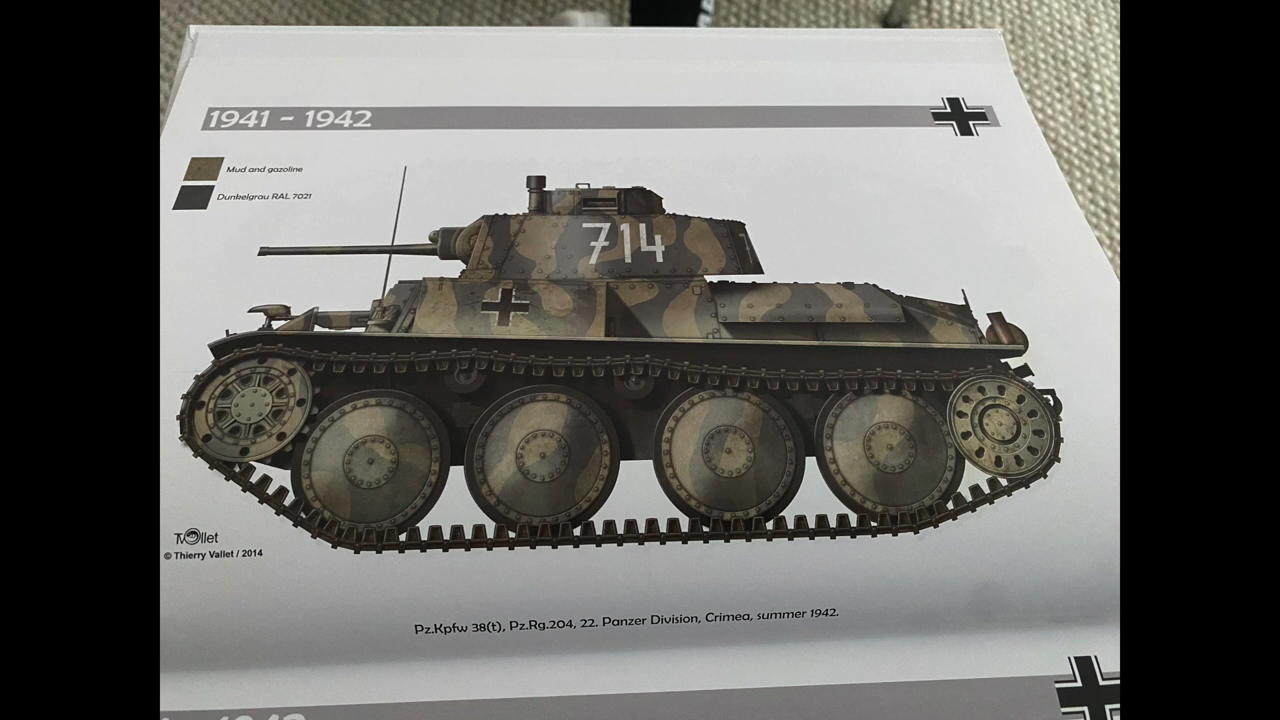 1941 - 1942
Mud and gazoline
Dunkelgrau RAL 7021
714
1
TVallet
© Thierry Vallet / 2014
Pz.Kpfw 38(t), Pz.Rg.204, 22. Panzer Division, Crimea, summer 1942.